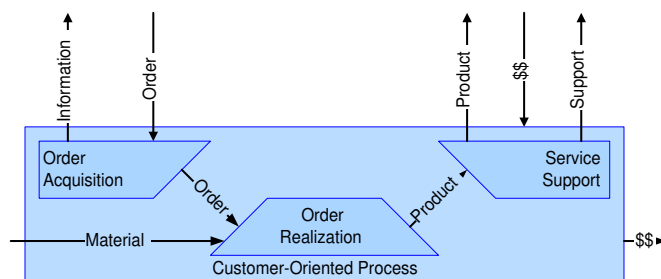 Information
Order
Product
$$
Support
Order
Acquisition
Service
Support
Order
Product
Order
Realization
Material
$$
Customer-Oriented Process